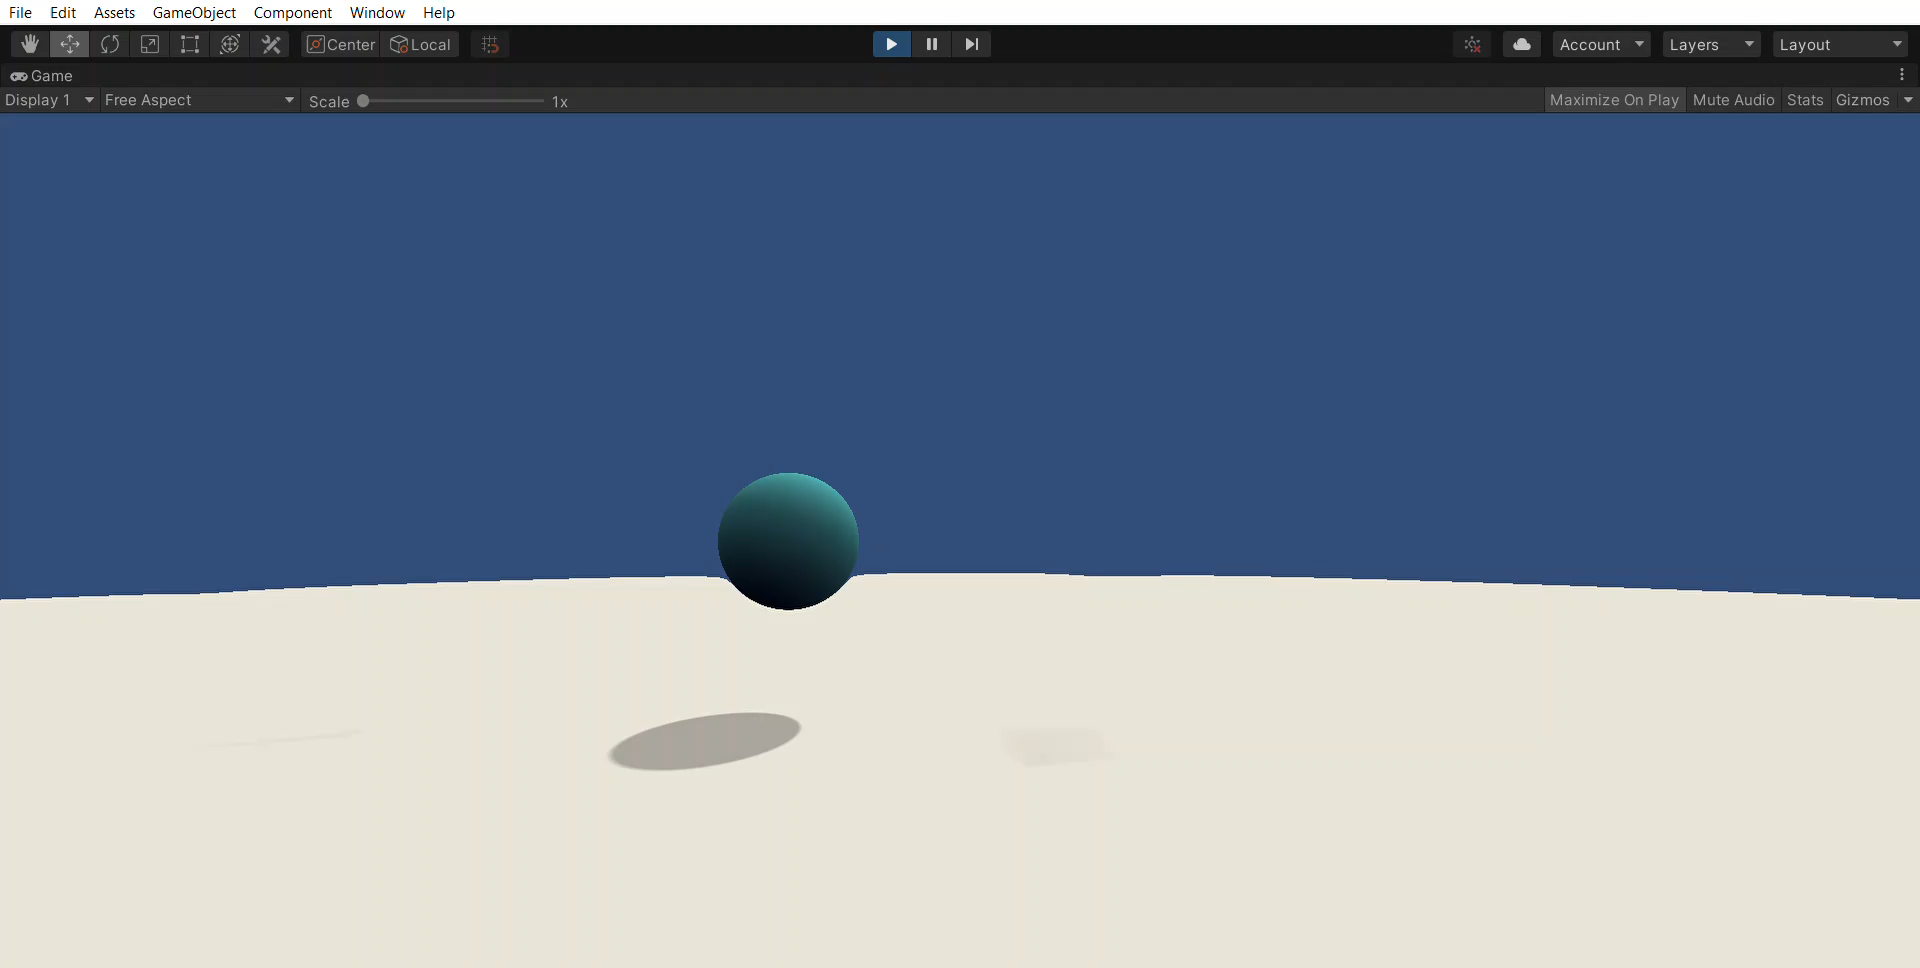 File Edit Assets GameObject Component Window Help
Center Local Account Layers Layout
Game
Display 1 Free Aspect Scale 1x Maximize On Play Mute Audio Stats Gizmos